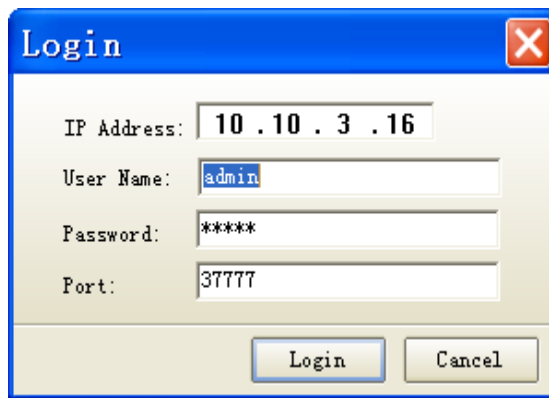 Login
IP Address: 10 . 10 . 3 . 16
User Name: admin
Password: *****
Port: 37777
Login Cancel